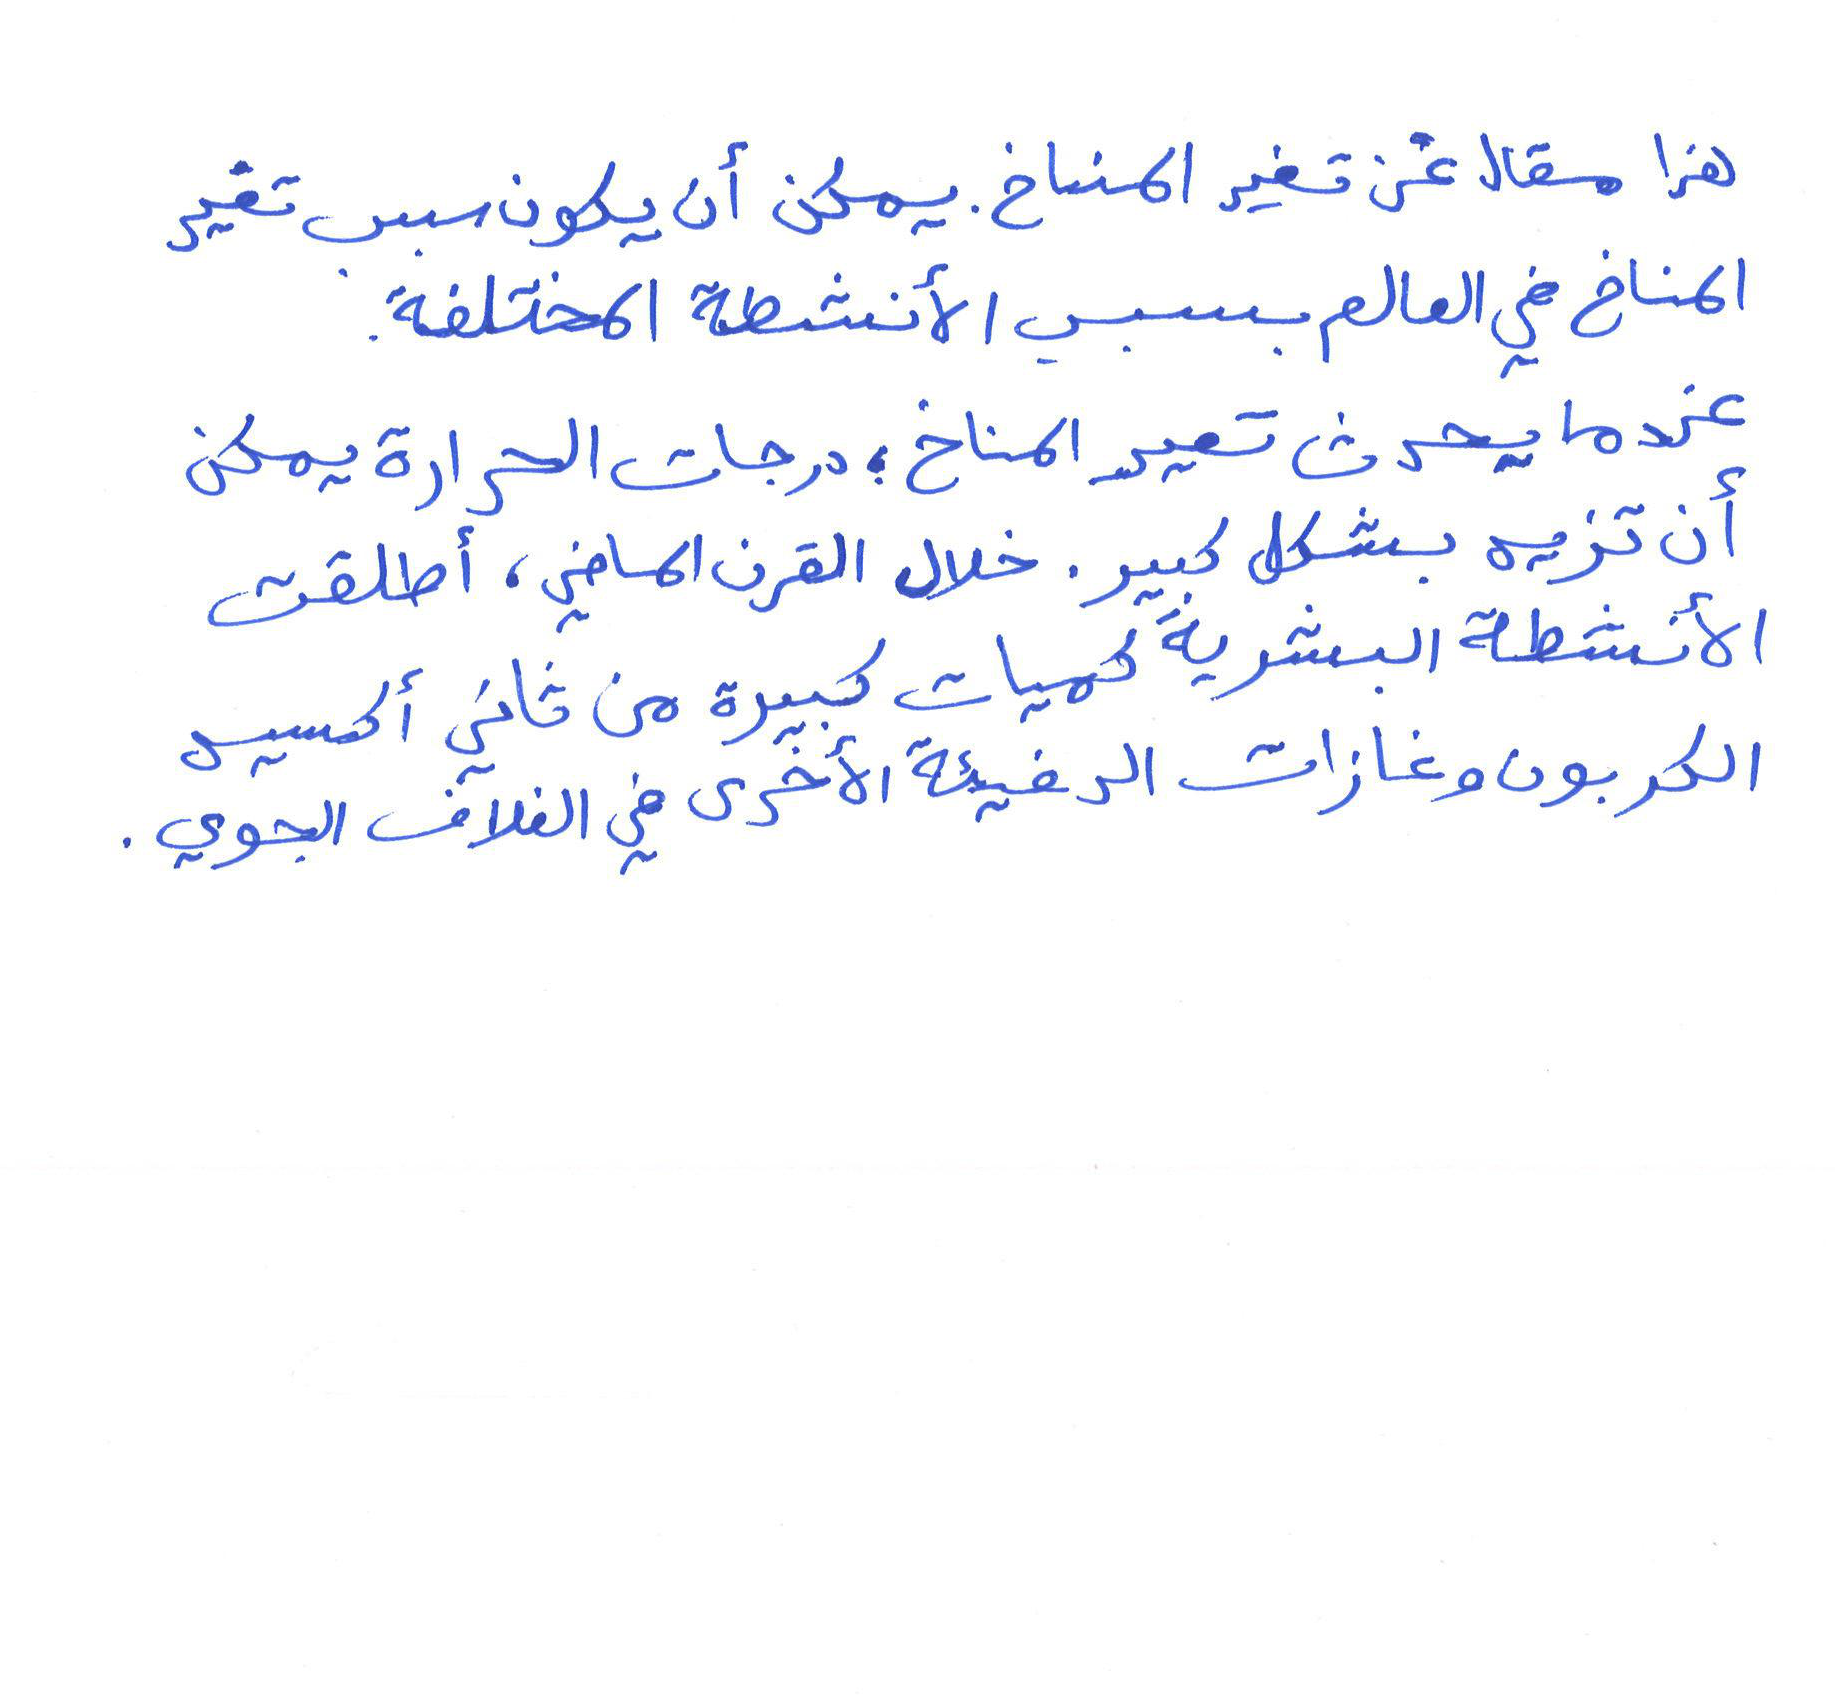 هذا مقال عن تغير المناخ. يمكن أن يكون سبب تغير
المناخ في العالم بسبب الأنشطة المختلفة.
عندما يحدث تغير المناخ، درجات الحرارة يمكن
أن تزيد بشكل كبير. خلال القرن الماضي، أطلقت
الأنشطة البشرية كميات كبيرة من ثاني أكسيد
الكربون وغازات الدفيئة الأخرى في الغلاف الجوي.